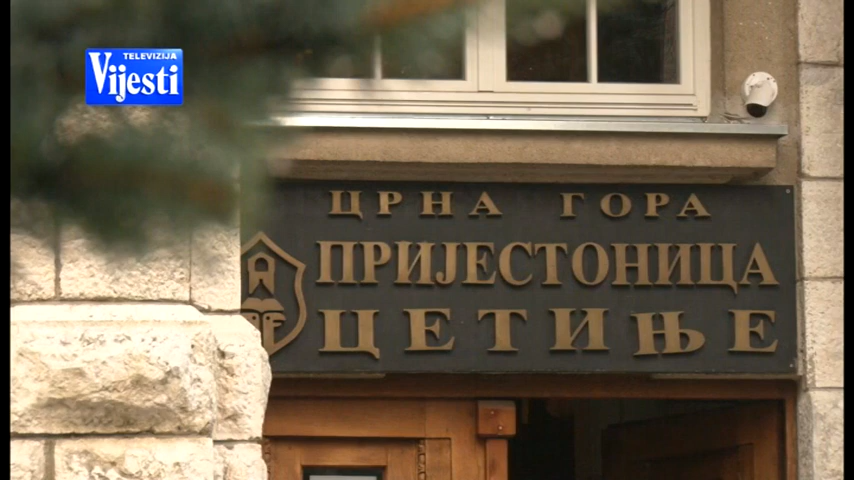 TELEVIZIJA
Vijesti
ЦРНА ГОРА
ПРИЈЕСТОНИЦА
ЦЕТИЊЕ